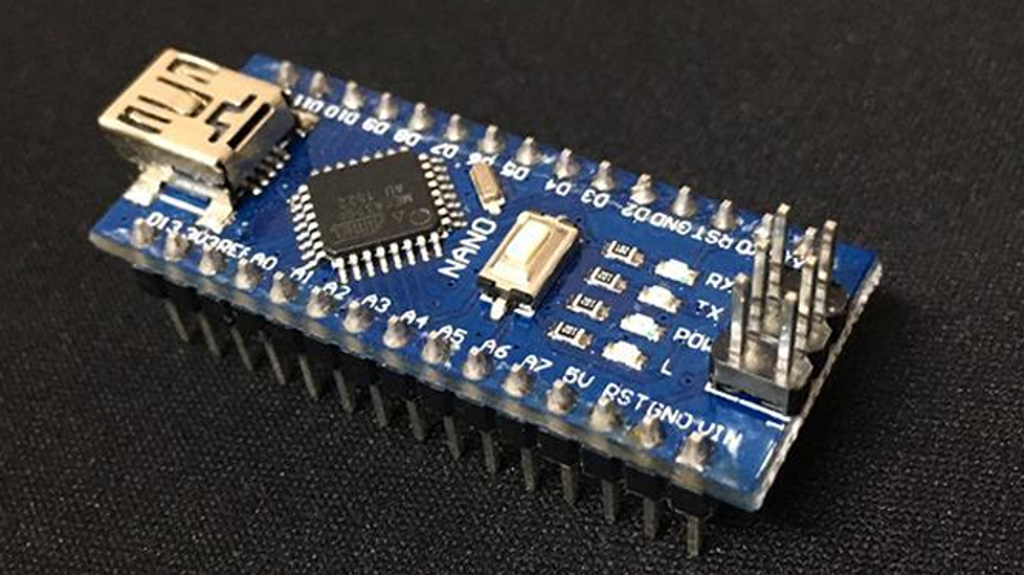 D11 D10 D9 D8 D7 D6 D5 D4 D3 D2 GND RST
NANO
RX
TX
POW
L
D13 3V3 REF A0 A1 A2 A3 A4 A5 A6 A7 5V RST GND VIN